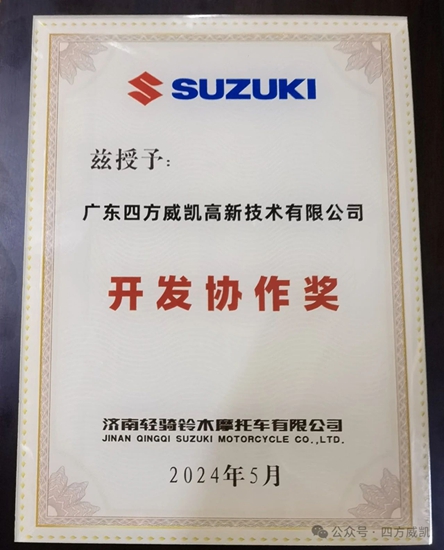 SUZUKI
兹授予：
广东四方威凯高新技术有限公司
开发协作奖
济南轻骑铃木摩托车有限公司
JINAN QINGQI SUZUKI MOTORCYCLE CO.,LTD.
2024年5月
公众号·四方威凯